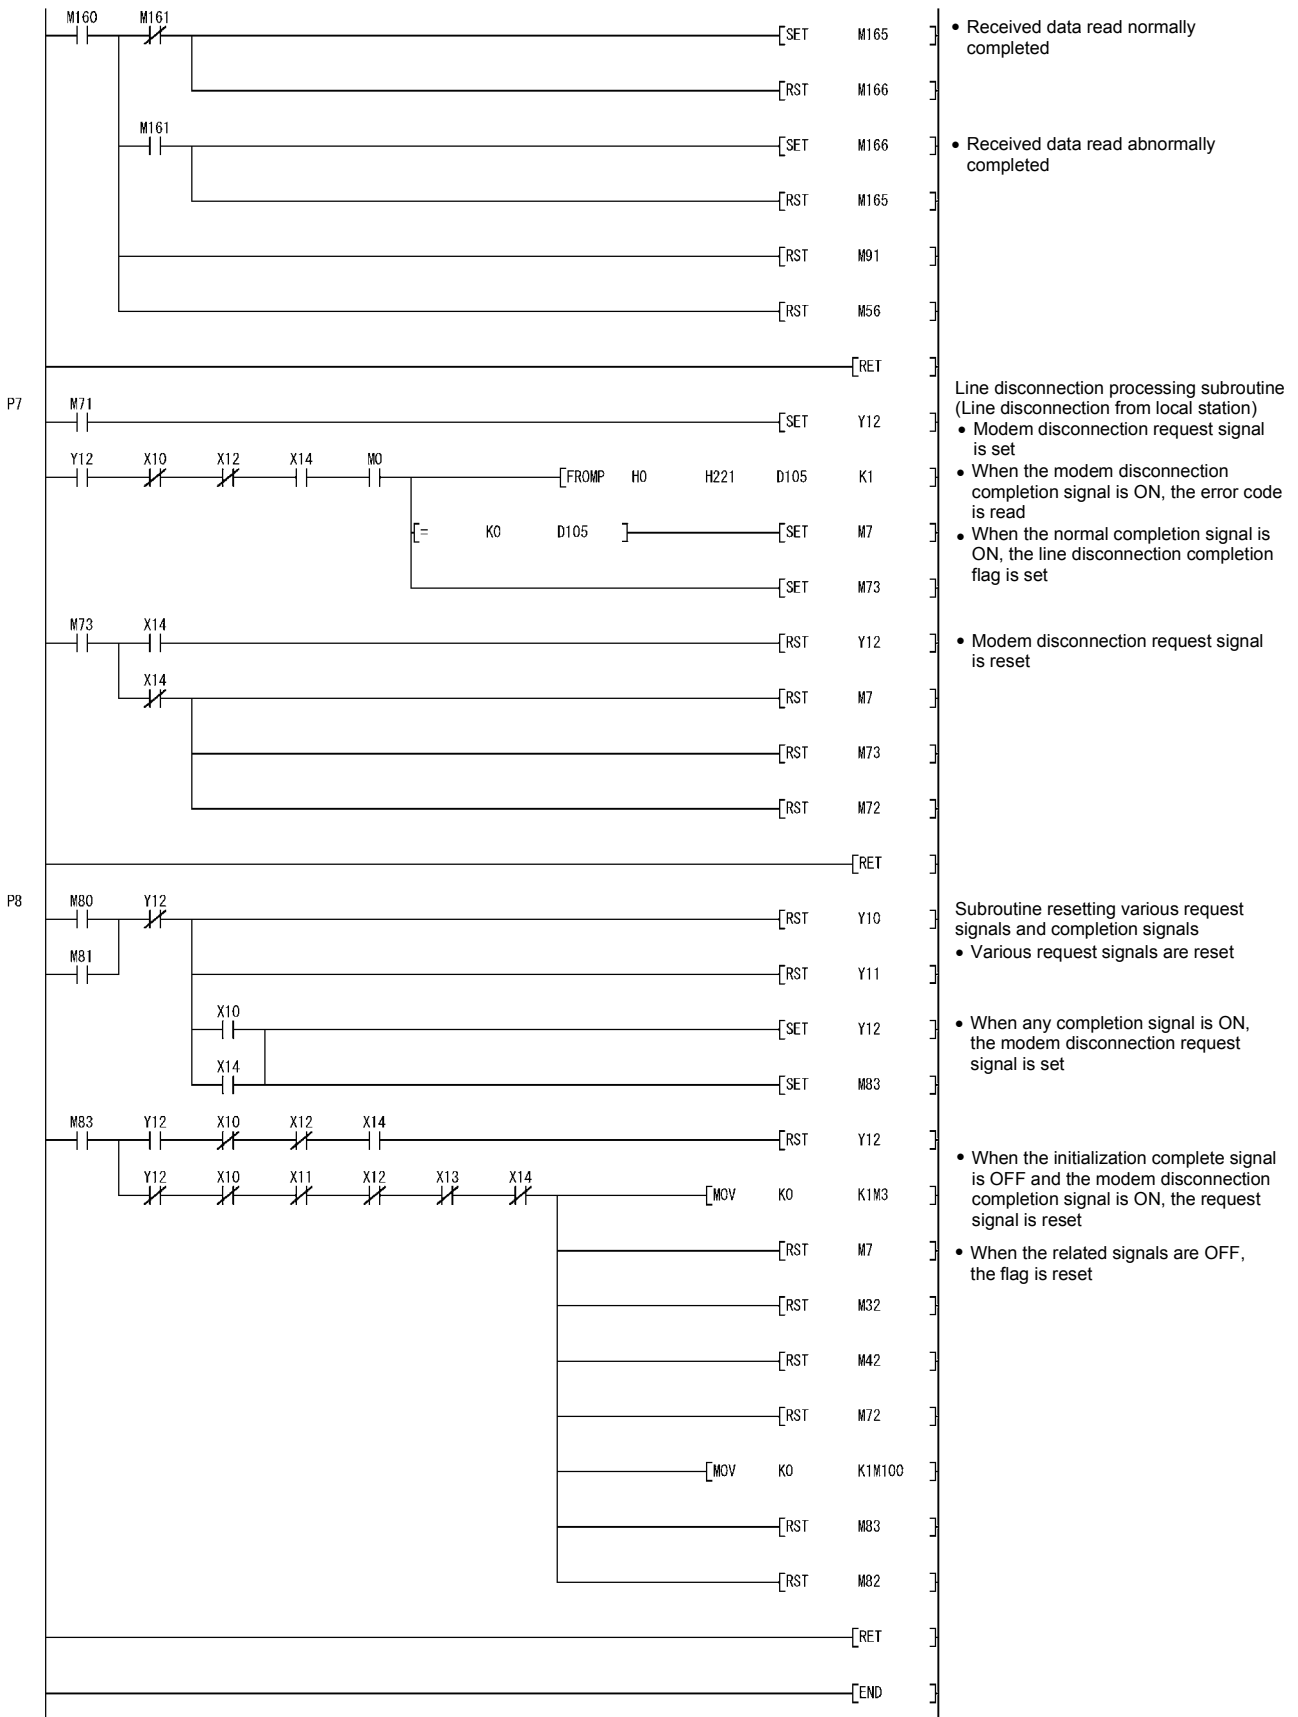 M160 M161
[SET M165 ]
• Received data read normally
completed
[RST M166 ]
M161
[SET M166 ]
• Received data read abnormally
completed
[RST M165 ]
[RST M91 ]
[RST M56 ]
[RET ]
Line disconnection processing subroutine
(Line disconnection from local station)
P7 M71
[SET Y12 ]
• Modem disconnection request signal
is set
Y12 X10 X12 X14 M0
[FROMP H0 H221 D105 K1 ]
• When the modem disconnection
completion signal is ON, the error code
is read
[= K0 D105 ] [SET M7 ]
• When the normal completion signal is
ON, the line disconnection completion
flag is set
[SET M73 ]
M73 X14
[RST Y12 ]
• Modem disconnection request signal
is reset
X14
[RST M7 ]
[RST M73 ]
[RST M72 ]
[RET ]
P8 M80 Y12
[RST Y10 ]
Subroutine resetting various request
signals and completion signals
M81
• Various request signals are reset
[RST Y11 ]
X10
[SET Y12 ]
• When any completion signal is ON,
the modem disconnection request
signal is set
X14
[SET M83 ]
M83 Y12 X10 X12 X14
[RST Y12 ]
• When the initialization complete signal
is OFF and the modem disconnection
completion signal is ON, the request
signal is reset
Y12 X10 X11 X12 X13 X14
[MOV K0 K1M3 ]
[RST M7 ]
• When the related signals are OFF,
the flag is reset
[RST M32 ]
[RST M42 ]
[RST M72 ]
[MOV K0 K1M100 ]
[RST M83 ]
[RST M82 ]
[RET ]
[END ]